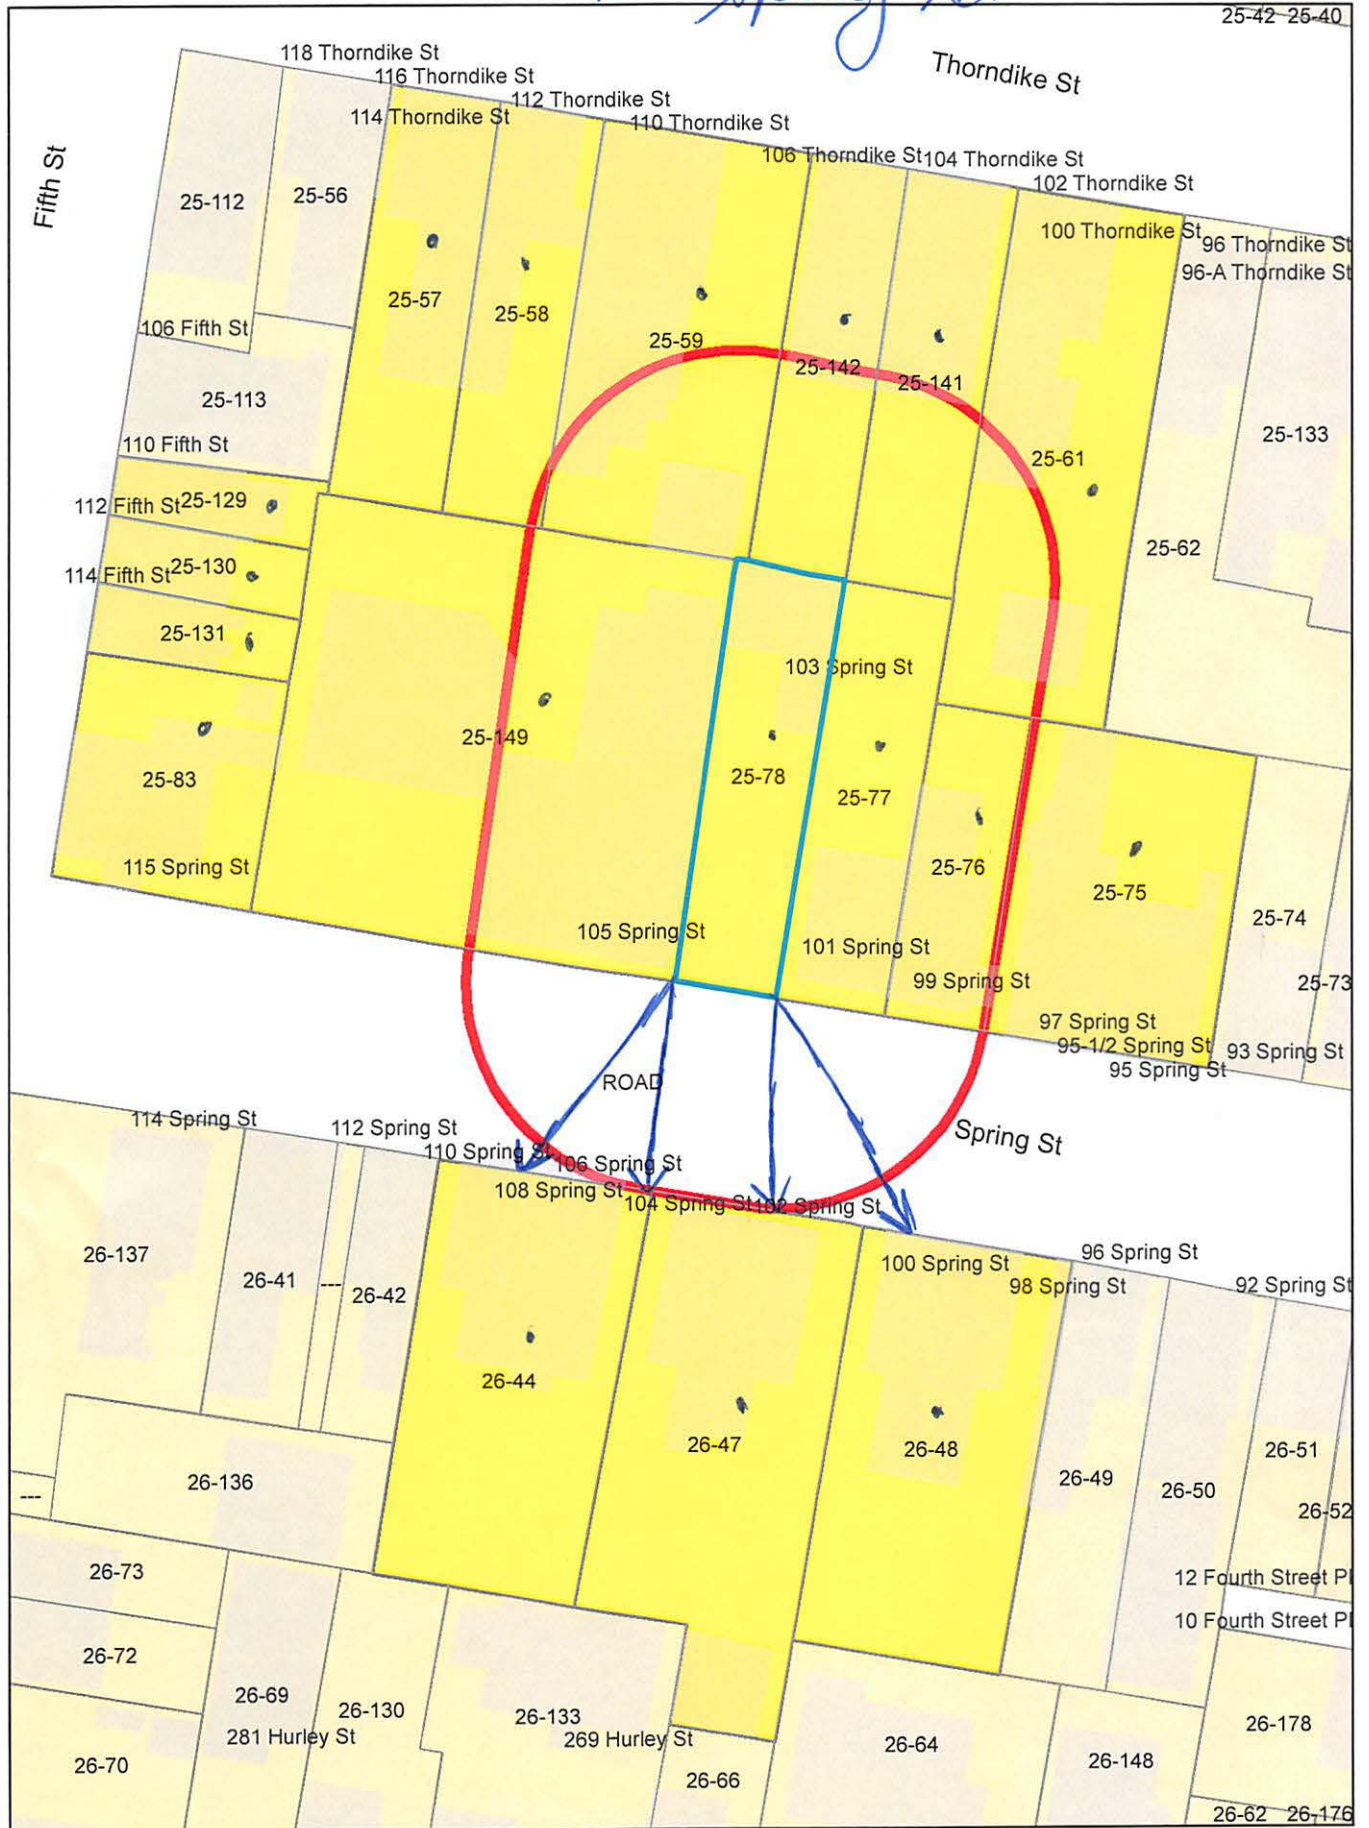 Spring
25-42 25-40
Thorndike St
118 Thorndike St
116 Thorndike St
114 Thorndike St
112 Thorndike St
110 Thorndike St
106 Thorndike St
104 Thorndike St
102 Thorndike St
100 Thorndike St
96 Thorndike St
96-A Thorndike St
Fifth St
25-112
25-56
25-57
25-58
25-59
25-142
25-141
25-61
25-133
25-62
106 Fifth St
25-113
110 Fifth St
112 Fifth St
25-129
114 Fifth St
25-130
25-131
25-83
115 Spring St
25-149
103 Spring St
25-78
25-77
25-76
25-75
25-74
25-73
105 Spring St
101 Spring St
99 Spring St
97 Spring St
95-1/2 Spring St
95 Spring St
93 Spring St
ROAD
Spring St
114 Spring St
112 Spring St
110 Spring St
106 Spring St
108 Spring St
104 Spring St
102 Spring St
100 Spring St
96 Spring St
98 Spring St
92 Spring St
26-137
26-41
---
26-42
26-44
26-47
26-48
26-49
26-50
26-51
26-52
26-136
---
12 Fourth Street Pl
10 Fourth Street Pl
26-73
26-72
26-69
26-130
26-133
281 Hurley St
269 Hurley St
26-70
26-66
26-64
26-148
26-178
26-62 26-176